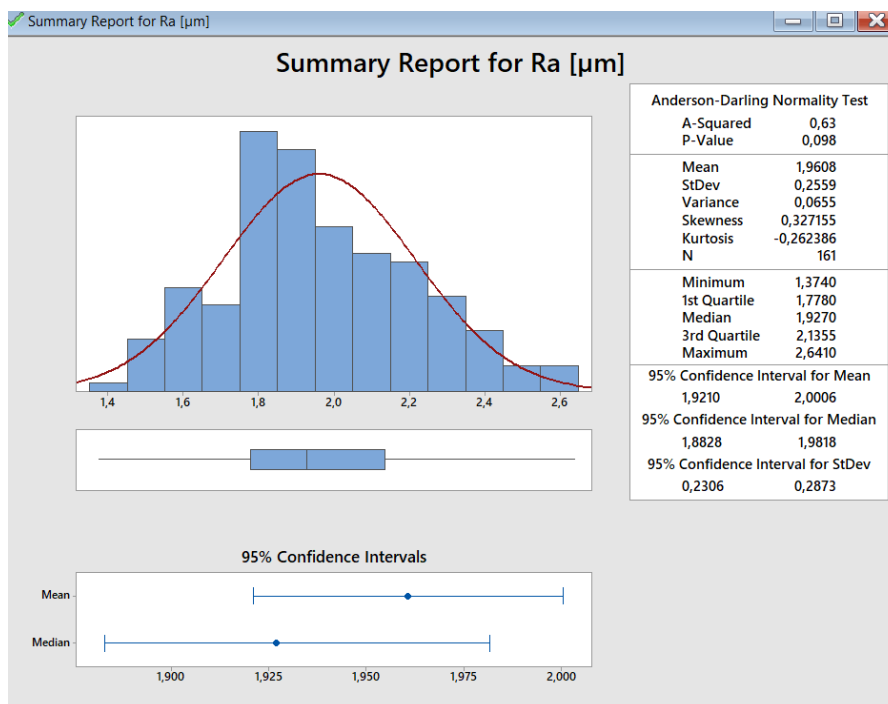 Summary Report for Ra [µm]
Summary Report for Ra [µm]
1,4 1,6 1,8 2,0 2,2 2,4 2,6
Anderson-Darling Normality Test
A-Squared 0,63
P-Value 0,098
Mean 1,9608
StDev 0,2559
Variance 0,0655
Skewness 0,327155
Kurtosis -0,262386
N 161
Minimum 1,3740
1st Quartile 1,7780
Median 1,9270
3rd Quartile 2,1355
Maximum 2,6410
95% Confidence Interval for Mean
1,9210 2,0006
95% Confidence Interval for Median
1,8828 1,9818
95% Confidence Interval for StDev
0,2306 0,2873
95% Confidence Intervals
Mean
Median
1,900 1,925 1,950 1,975 2,000